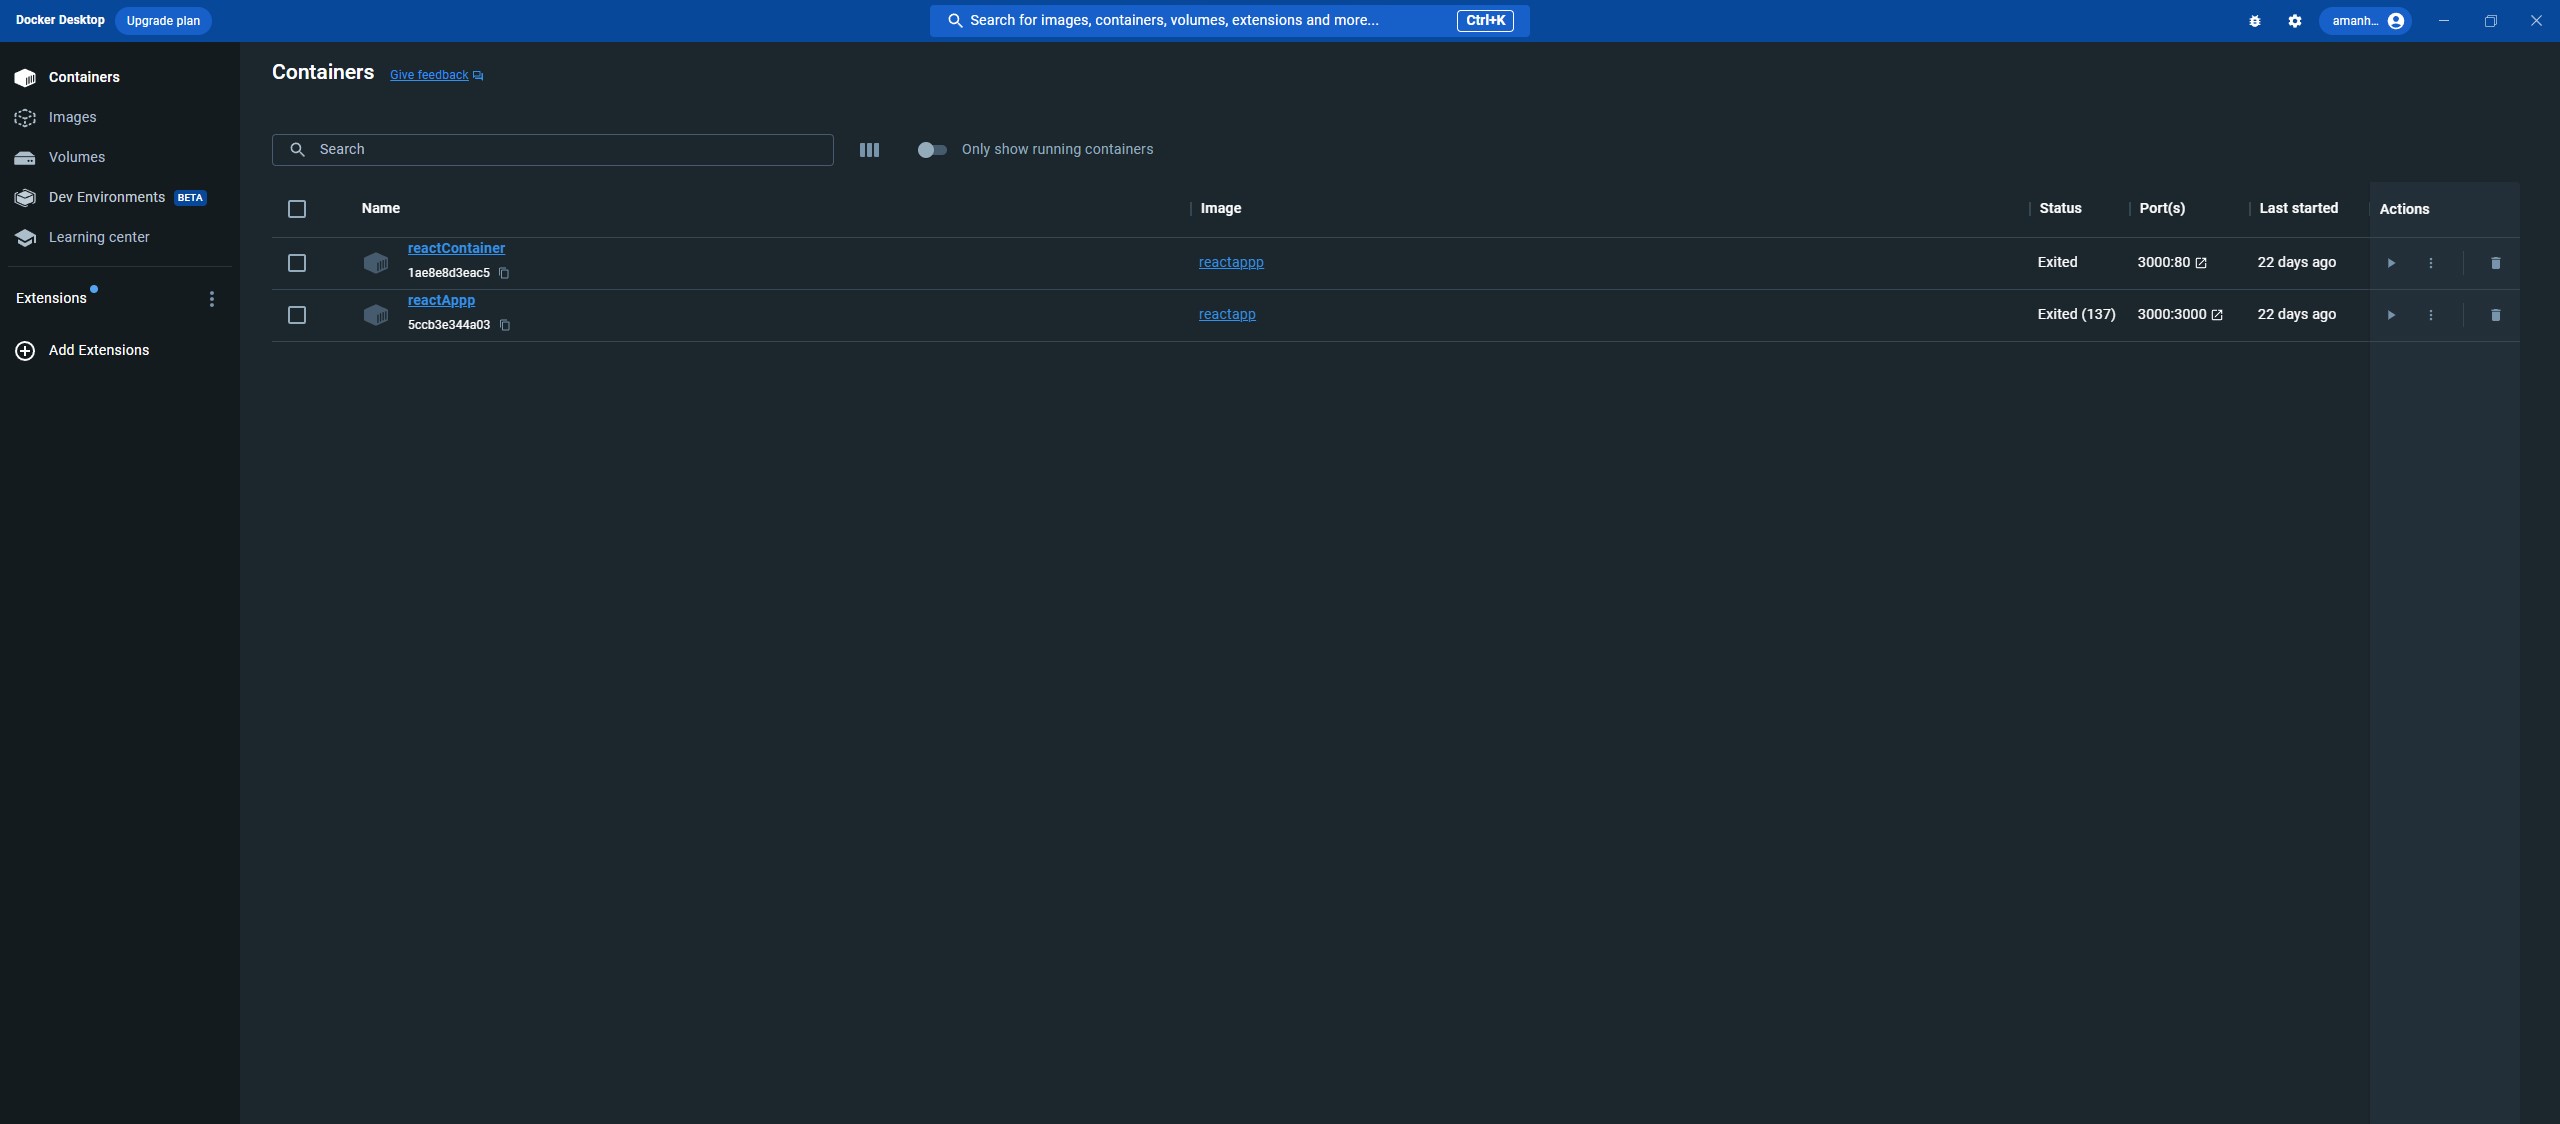 Docker Desktop Upgrade plan Search for images, containers, volumes, extensions and more... Ctrl+K amanh...
Containers
Images
Volumes
Dev Environments BETA
Learning center
Extensions
Add Extensions
Containers Give feedback
Search Only show running containers
Name Image Status Port(s) Last started Actions
reactContainer
1ae8e8d3eac5 reactappp Exited 3000:80 22 days ago
reactAppp
5ccb3e344a03 reactapp Exited (137) 3000:3000 22 days ago